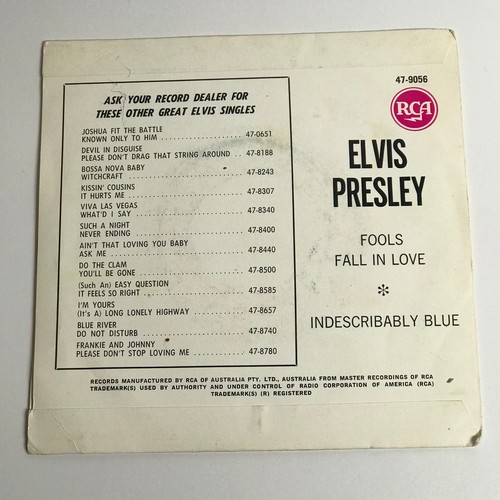 ASK YOUR RECORD DEALER FOR
THESE OTHER GREAT ELVIS SINGLES
JOSHUA FIT THE BATTLE
KNOWN ONLY TO HIM .................... 47-0651
DEVIL IN DISGUISE
PLEASE DON'T DRAG THAT STRING AROUND .. 47-8188
BOSSA NOVA BABY
WITCHCRAFT .......................... 47-8243
KISSIN' COUSINS
IT HURTS ME .......................... 47-8307
VIVA LAS VEGAS
WHAT'D I SAY .......................... 47-8340
SUCH A NIGHT
NEVER ENDING .......................... 47-8400
AIN'T THAT LOVING YOU BABY
ASK ME .............................. 47-8440
DO THE CLAM
YOU'LL BE GONE ........................ 47-8500
(Such An) EASY QUESTION
IT FEELS SO RIGHT ...................... 47-8585
I'M YOURS
(It's A) LONG LONELY HIGHWAY ............ 47-8657
BLUE RIVER
DO NOT DISTURB ...................... 47-8740
FRANKIE AND JOHNNY
PLEASE DON'T STOP LOVING ME .......... 47-8780
47-9056
RCA
ELVIS
PRESLEY
FOOLS
FALL IN LOVE
*
INDESCRIBABLY BLUE
RECORDS MANUFACTURED BY RCA OF AUSTRALIA PTY. LTD., AUSTRALIA FROM MASTER RECORDINGS OF RCA
TRADEMARK(S) USED BY AUTHORITY AND UNDER CONTROL OF RADIO CORPORATION OF AMERICA (RCA)
TRADEMARK(S) (R) REGISTERED